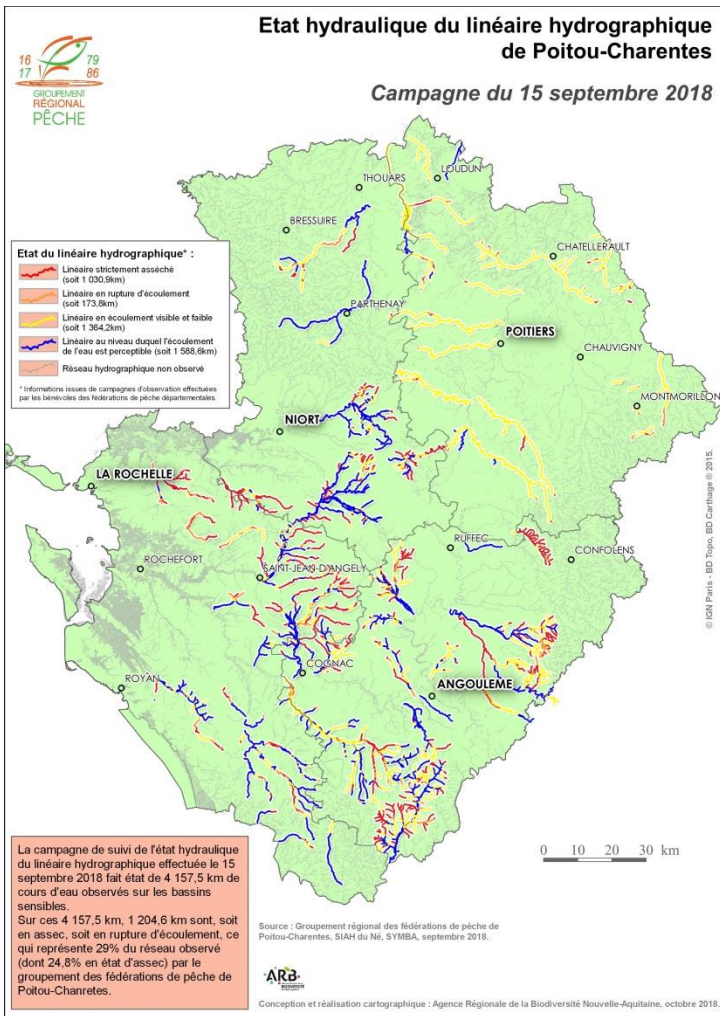 Etat hydraulique du linéaire hydrographique
de Poitou-Charentes
Campagne du 15 septembre 2018
16 79
17 86
GROUPEMENT
RÉGIONAL
PÊCHE
THOUARS
LOUDUN
BRESSUIRE
CHATELLERAULT
PARTHENAY
POITIERS
CHAUVIGNY
MONTMORILLON
NIORT
LA ROCHELLE
RUFFEC
CONFOLENS
ROCHEFORT
SAINT-JEAN-D'ANGELY
COGNAC
ROYAN
ANGOULEME
Etat du linéaire hydrographique* :
Linéaire strictement asséché
(soit 1 030,9km)
Linéaire en rupture d'écoulement
(soit 173,8km)
Linéaire en écoulement visible et faible
(soit 1 364,2km)
Linéaire au niveau duquel l'écoulement
de l'eau est perceptible (soit 1 588,6km)
Réseau hydrographique non observé
* Informations issues de campagnes d'observation effectuées
par les bénévoles des fédérations de pêche départementales.
© IGN Paris - BD Topo, BD Carthage ® 2015.
La campagne de suivi de l'état hydraulique
du linéaire hydrographique effectuée le 15
septembre 2018 fait état de 4 157,5 km de
cours d'eau observés sur les bassins
sensibles.
Sur ces 4 157,5 km, 1 204,6 km sont, soit
en assec, soit en rupture d'écoulement, ce
qui représente 29% du réseau observé
(dont 24,8% en état d'assec) par le
groupement des fédérations de pêche de
Poitou-Chanretes.
0 10 20 30 km
Source : Groupement régional des fédérations de pêche de
Poitou-Charentes, SIAH du Né, SYMBA, septembre 2018.
ARB
Conception et réalisation cartographique : Agence Régionale de la Biodiversité Nouvelle-Aquitaine, octobre 2018.